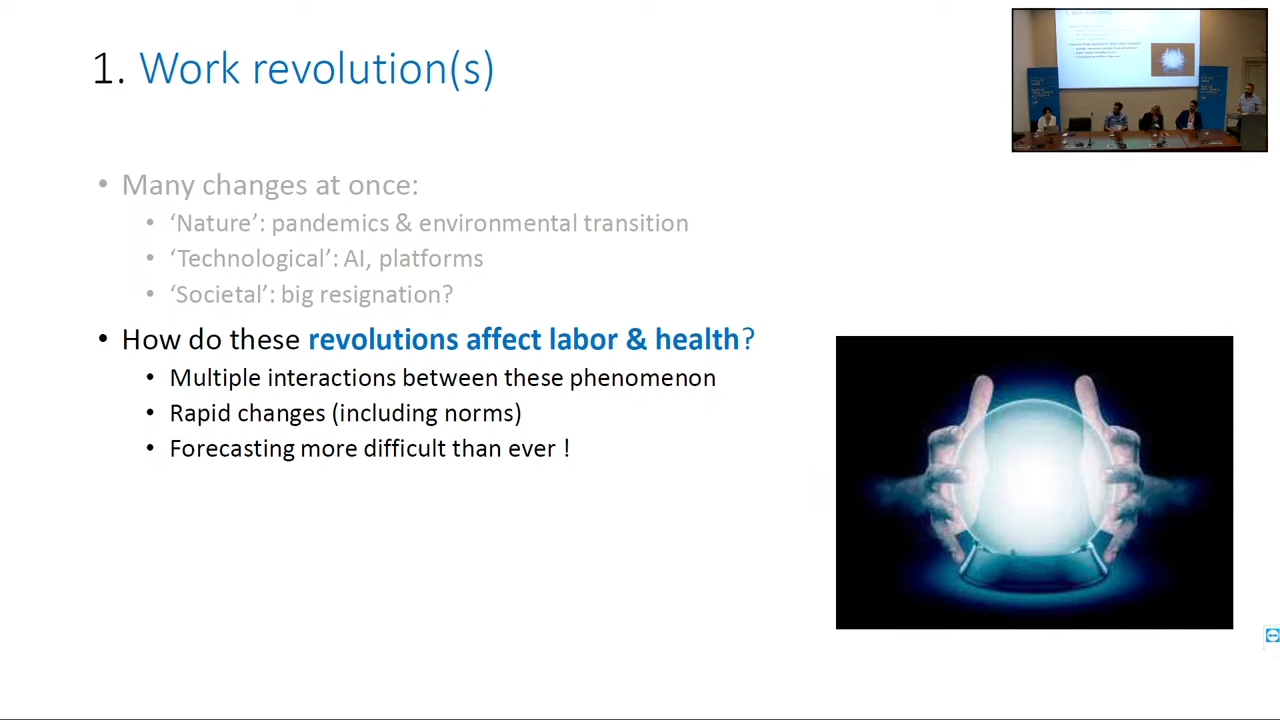 1. Work revolution(s)
• Many changes at once:
• ‘Nature’: pandemics & environmental transition
• ‘Technological’: AI, platforms
• ‘Societal’: big resignation?
• How do these revolutions affect labor & health?
• Multiple interactions between these phenomenon
• Rapid changes (including norms)
• Forecasting more difficult than ever !